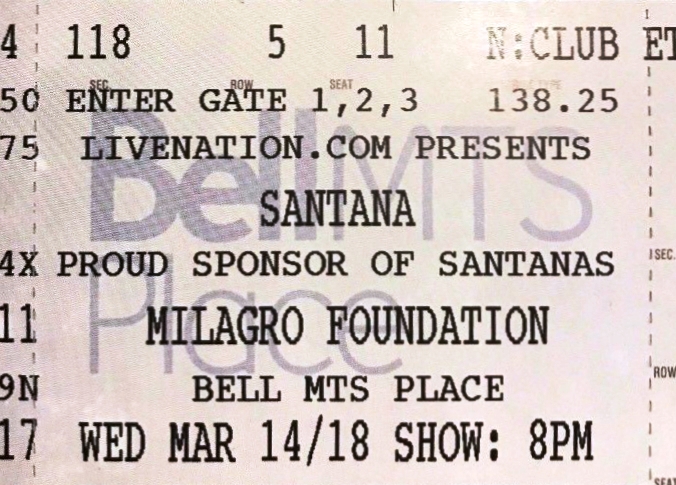 4 118 5 11 N:CLUB ET
SEC ROW SEAT
50 ENTER GATE 1,2,3 138.25
75 LIVENATION.COM PRESENTS
BellMTS
SANTANA
4X PROUD SPONSOR OF SANTANAS
SEC.
Place
11 MILAGRO FOUNDATION
ROW
9N BELL MTS PLACE
17 WED MAR 14/18 SHOW: 8PM
SEAT